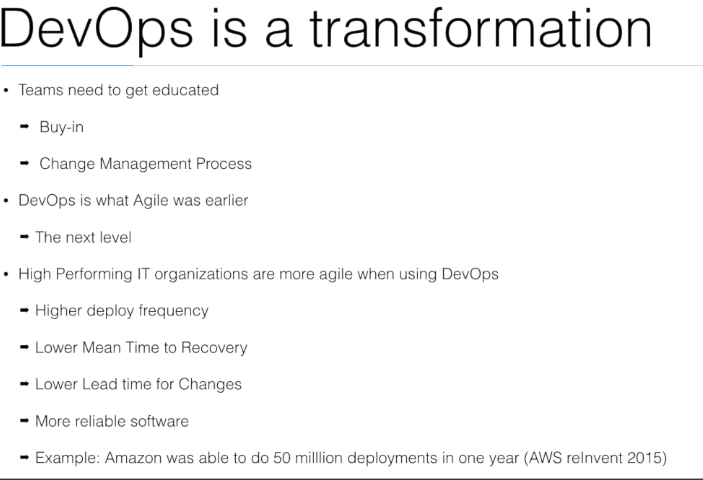 DevOps is a transformation
• Teams need to get educated
➡ Buy-in
➡ Change Management Process
• DevOps is what Agile was earlier
➡ The next level
• High Performing IT organizations are more agile when using DevOps
➡ Higher deploy frequency
➡ Lower Mean Time to Recovery
➡ Lower Lead time for Changes
➡ More reliable software
➡ Example: Amazon was able to do 50 milllion deployments in one year (AWS reInvent 2015)